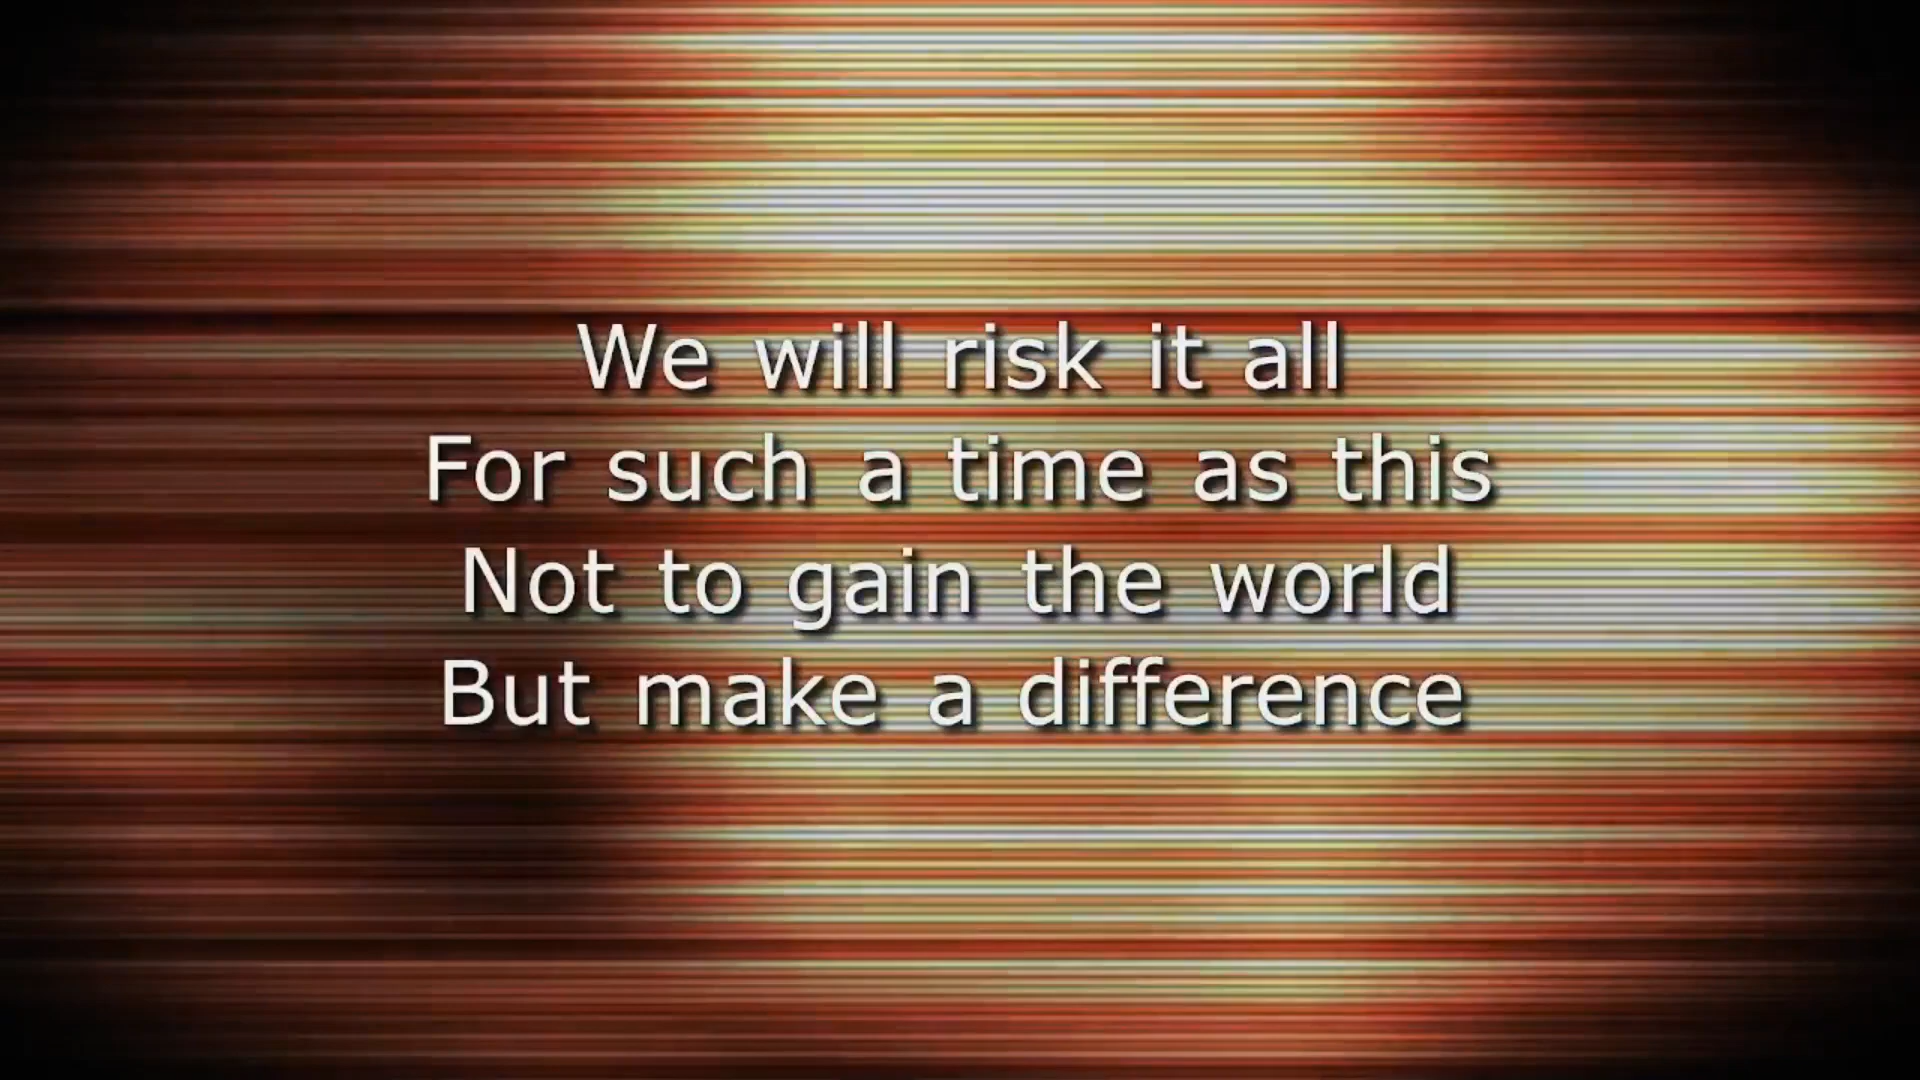 We will risk it all
For such a time as this
Not to gain the world
But make a difference